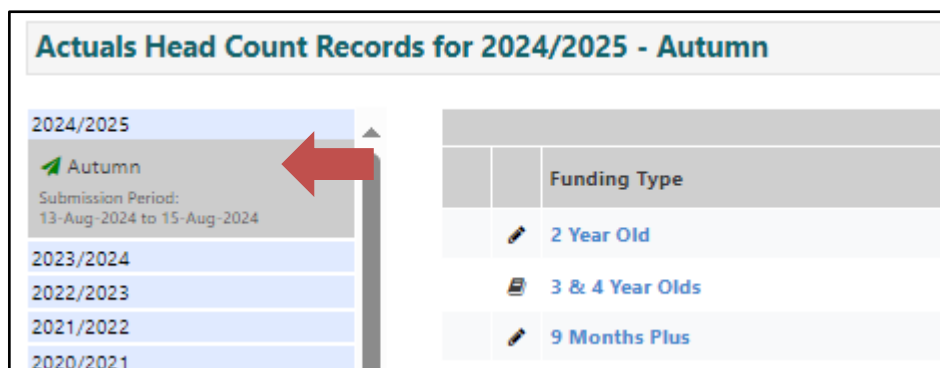 Actuals Head Count Records for 2024/2025 - Autumn
2024/2025
Autumn
Submission Period:
13-Aug-2024 to 15-Aug-2024
2023/2024
2022/2023
2021/2022
2020/2021
Funding Type
2 Year Old
3 & 4 Year Olds
9 Months Plus